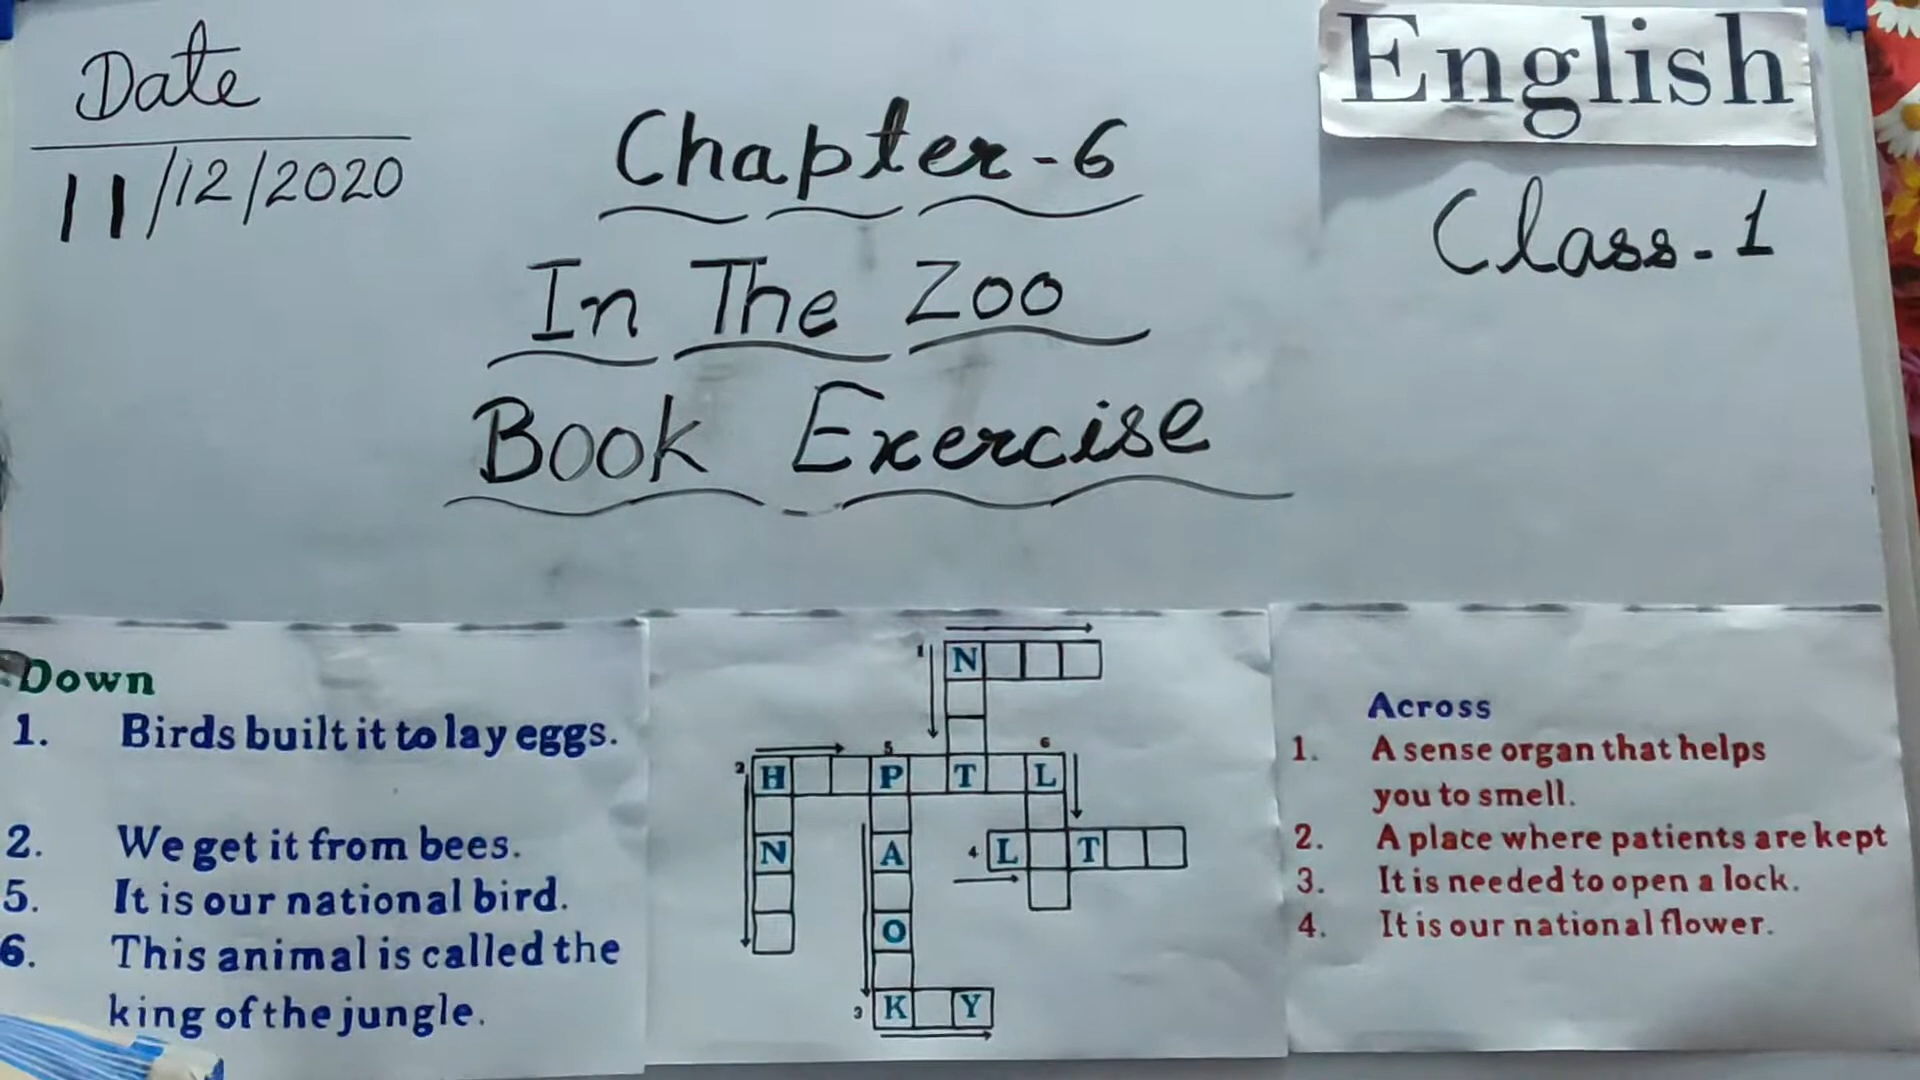 Date
11/12/2020
English
Class-1
Chapter-6
In The Zoo
Book Exercise
Down
1. Birds built it to lay eggs.
2. We get it from bees.
5. It is our national bird.
6. This animal is called the
king of the jungle.
1 N
5 6
2 H P T L
N A 4 L T
O
3 K Y
Across
1. A sense organ that helps
you to smell.
2. A place where patients are kept
3. It is needed to open a lock.
4. It is our national flower.